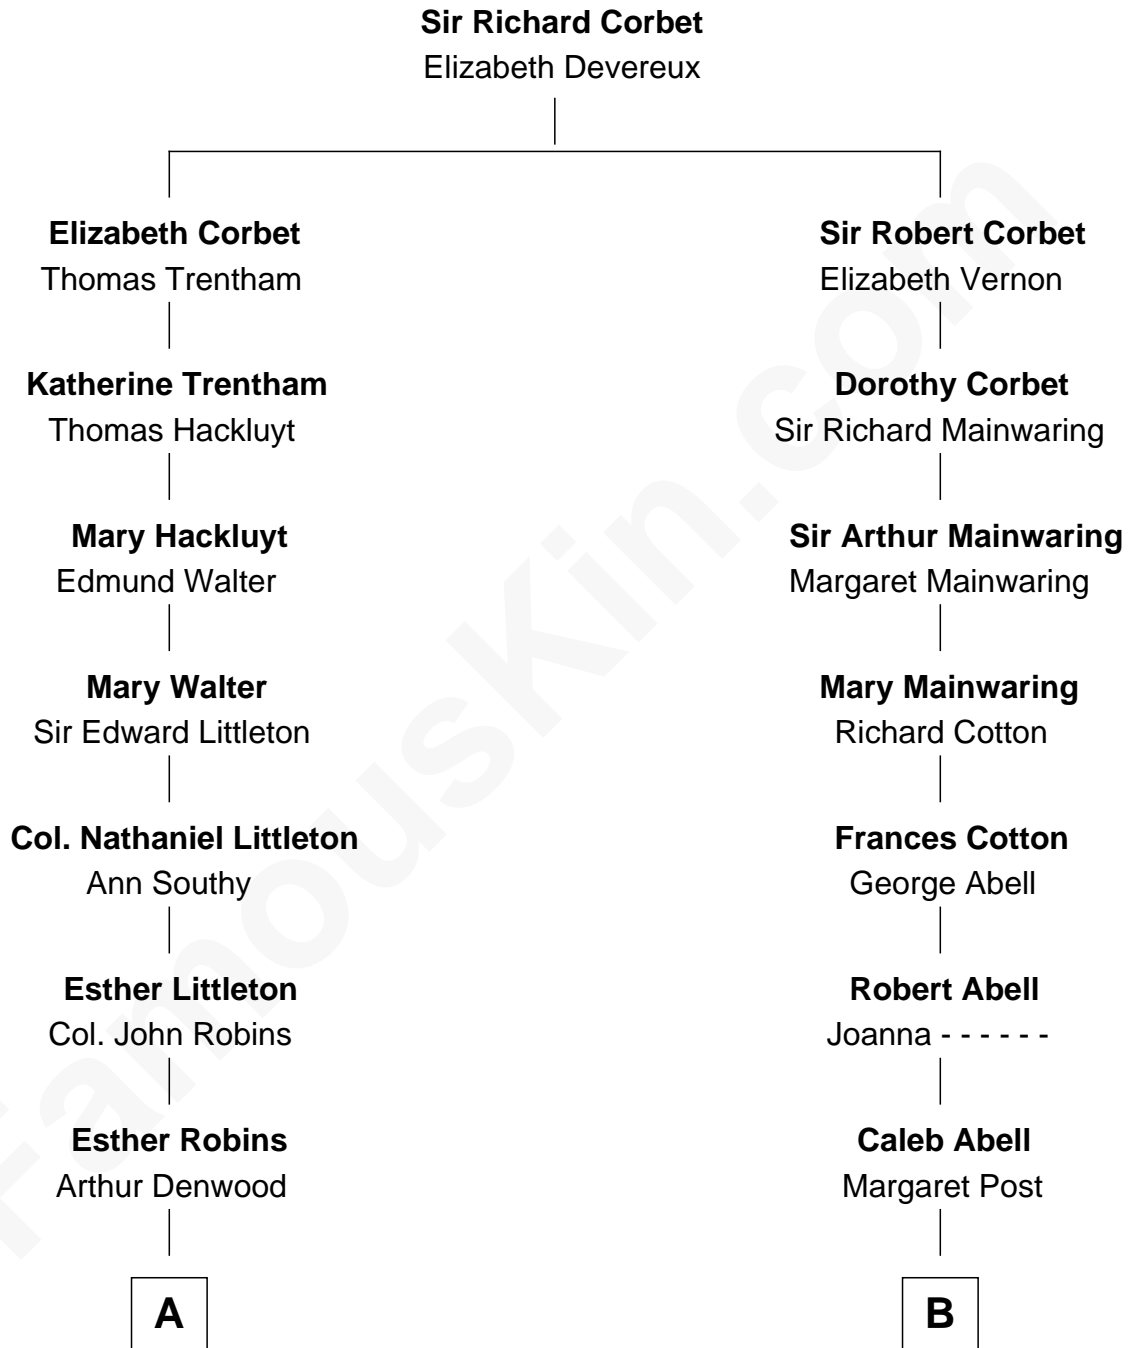 Sir Richard Corbet
Elizabeth Devereux
Elizabeth Corbet
Thomas Trentham
Sir Robert Corbet
Elizabeth Vernon
Katherine Trentham
Thomas Hackluyt
Dorothy Corbet
Sir Richard Mainwaring
Mary Hackluyt
Edmund Walter
Sir Arthur Mainwaring
Margaret Mainwaring
Mary Walter
Sir Edward Littleton
Mary Mainwaring
Richard Cotton
Col. Nathaniel Littleton
Ann Southy
Frances Cotton
George Abell
Esther Littleton
Col. John Robins
Robert Abell
Joanna - - - - - -
Esther Robins
Arthur Denwood
Caleb Abell
Margaret Post
A
B
FamousKin.com